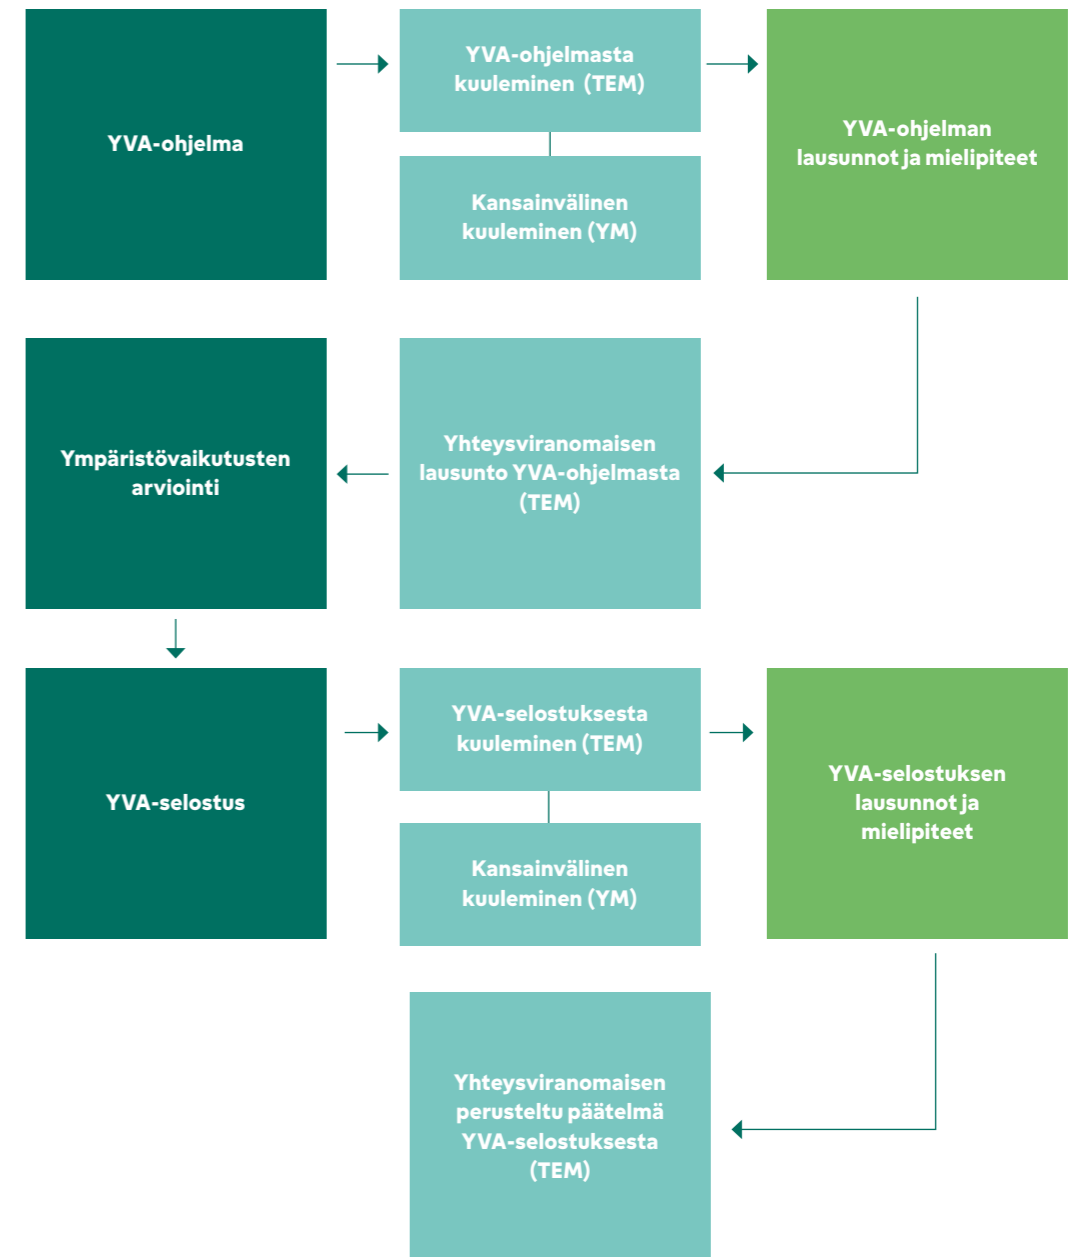 YVA-ohjelma
YVA-ohjelmasta
kuuleminen (TEM)
Kansainvälinen
kuuleminen (YM)
YVA-ohjelman
lausunnot ja mielipiteet
Yhteysviranomaisen
lausunto YVA-ohjelmasta
(TEM)
Ympäristövaikutusten
arviointi
YVA-selostus
YVA-selostuksesta
kuuleminen (TEM)
Kansainvälinen
kuuleminen (YM)
YVA-selostuksen
lausunnot ja
mielipiteet
Yhteysviranomaisen
perusteltu päätelmä
YVA-selostuksesta
(TEM)